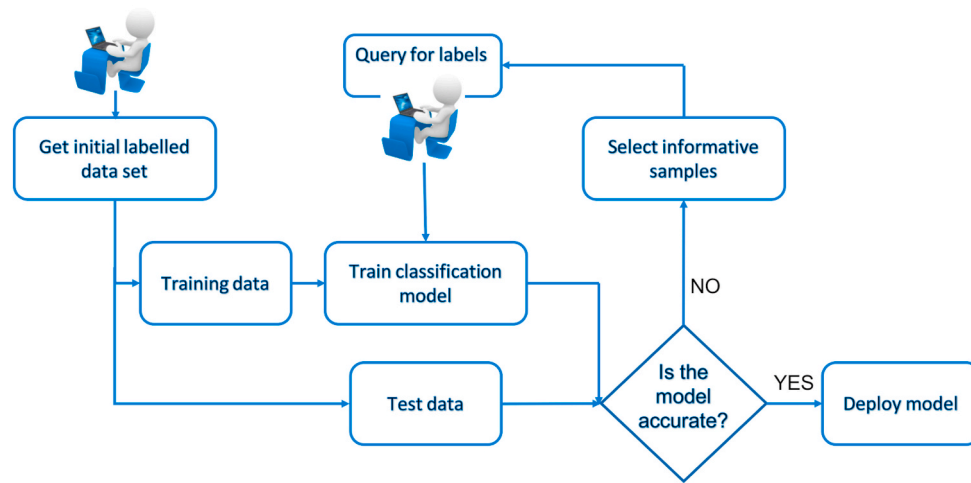 Query for labels
Get initial labelled
data set
Select informative
samples
Training data
Train classification
model
NO
Is the
model
accurate?
YES
Test data
Deploy model